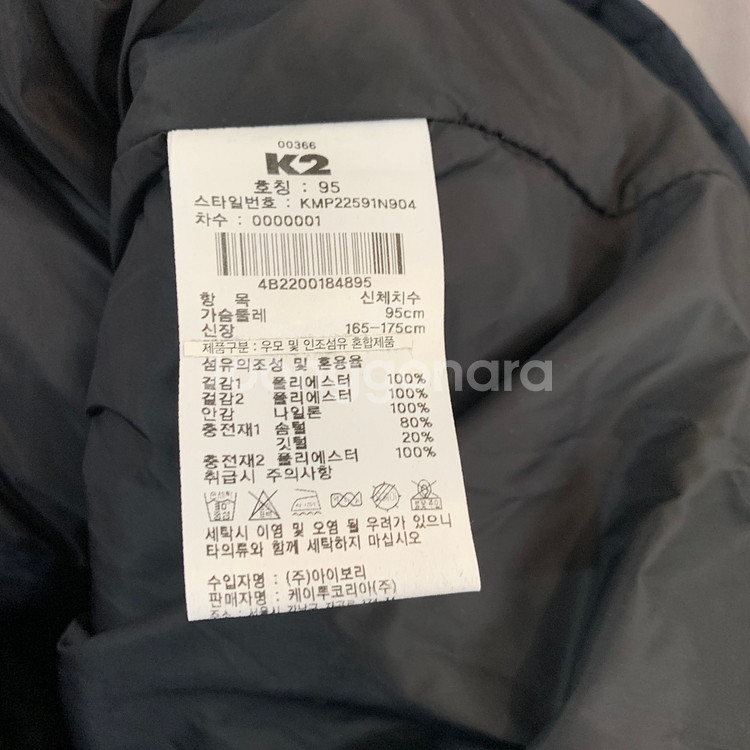 00366
K2
호칭 : 95
스타일번호 : KMP22591N904
차수 : 0000001
4B2200184895
항 목 신체치수
가슴둘레 95cm
신장 165-175cm
제품구분 : 우모 및 인조섬유 혼합제품
섬유의조성 및 혼용율
겉감1 폴리에스터 100%
겉감2 폴리에스터 100%
안감 나일론 100%
충전재1 솜털 80%
깃털 20%
충전재2 폴리에스터 100%
취급시 주의사항
세탁시 이염 및 오염 될 우려가 있으니
타의류와 함께 세탁하지 마십시오
수입자명 : (주)아이보리
판매자명 : 케이투코리아(주)
주소 : 서울시 강남구